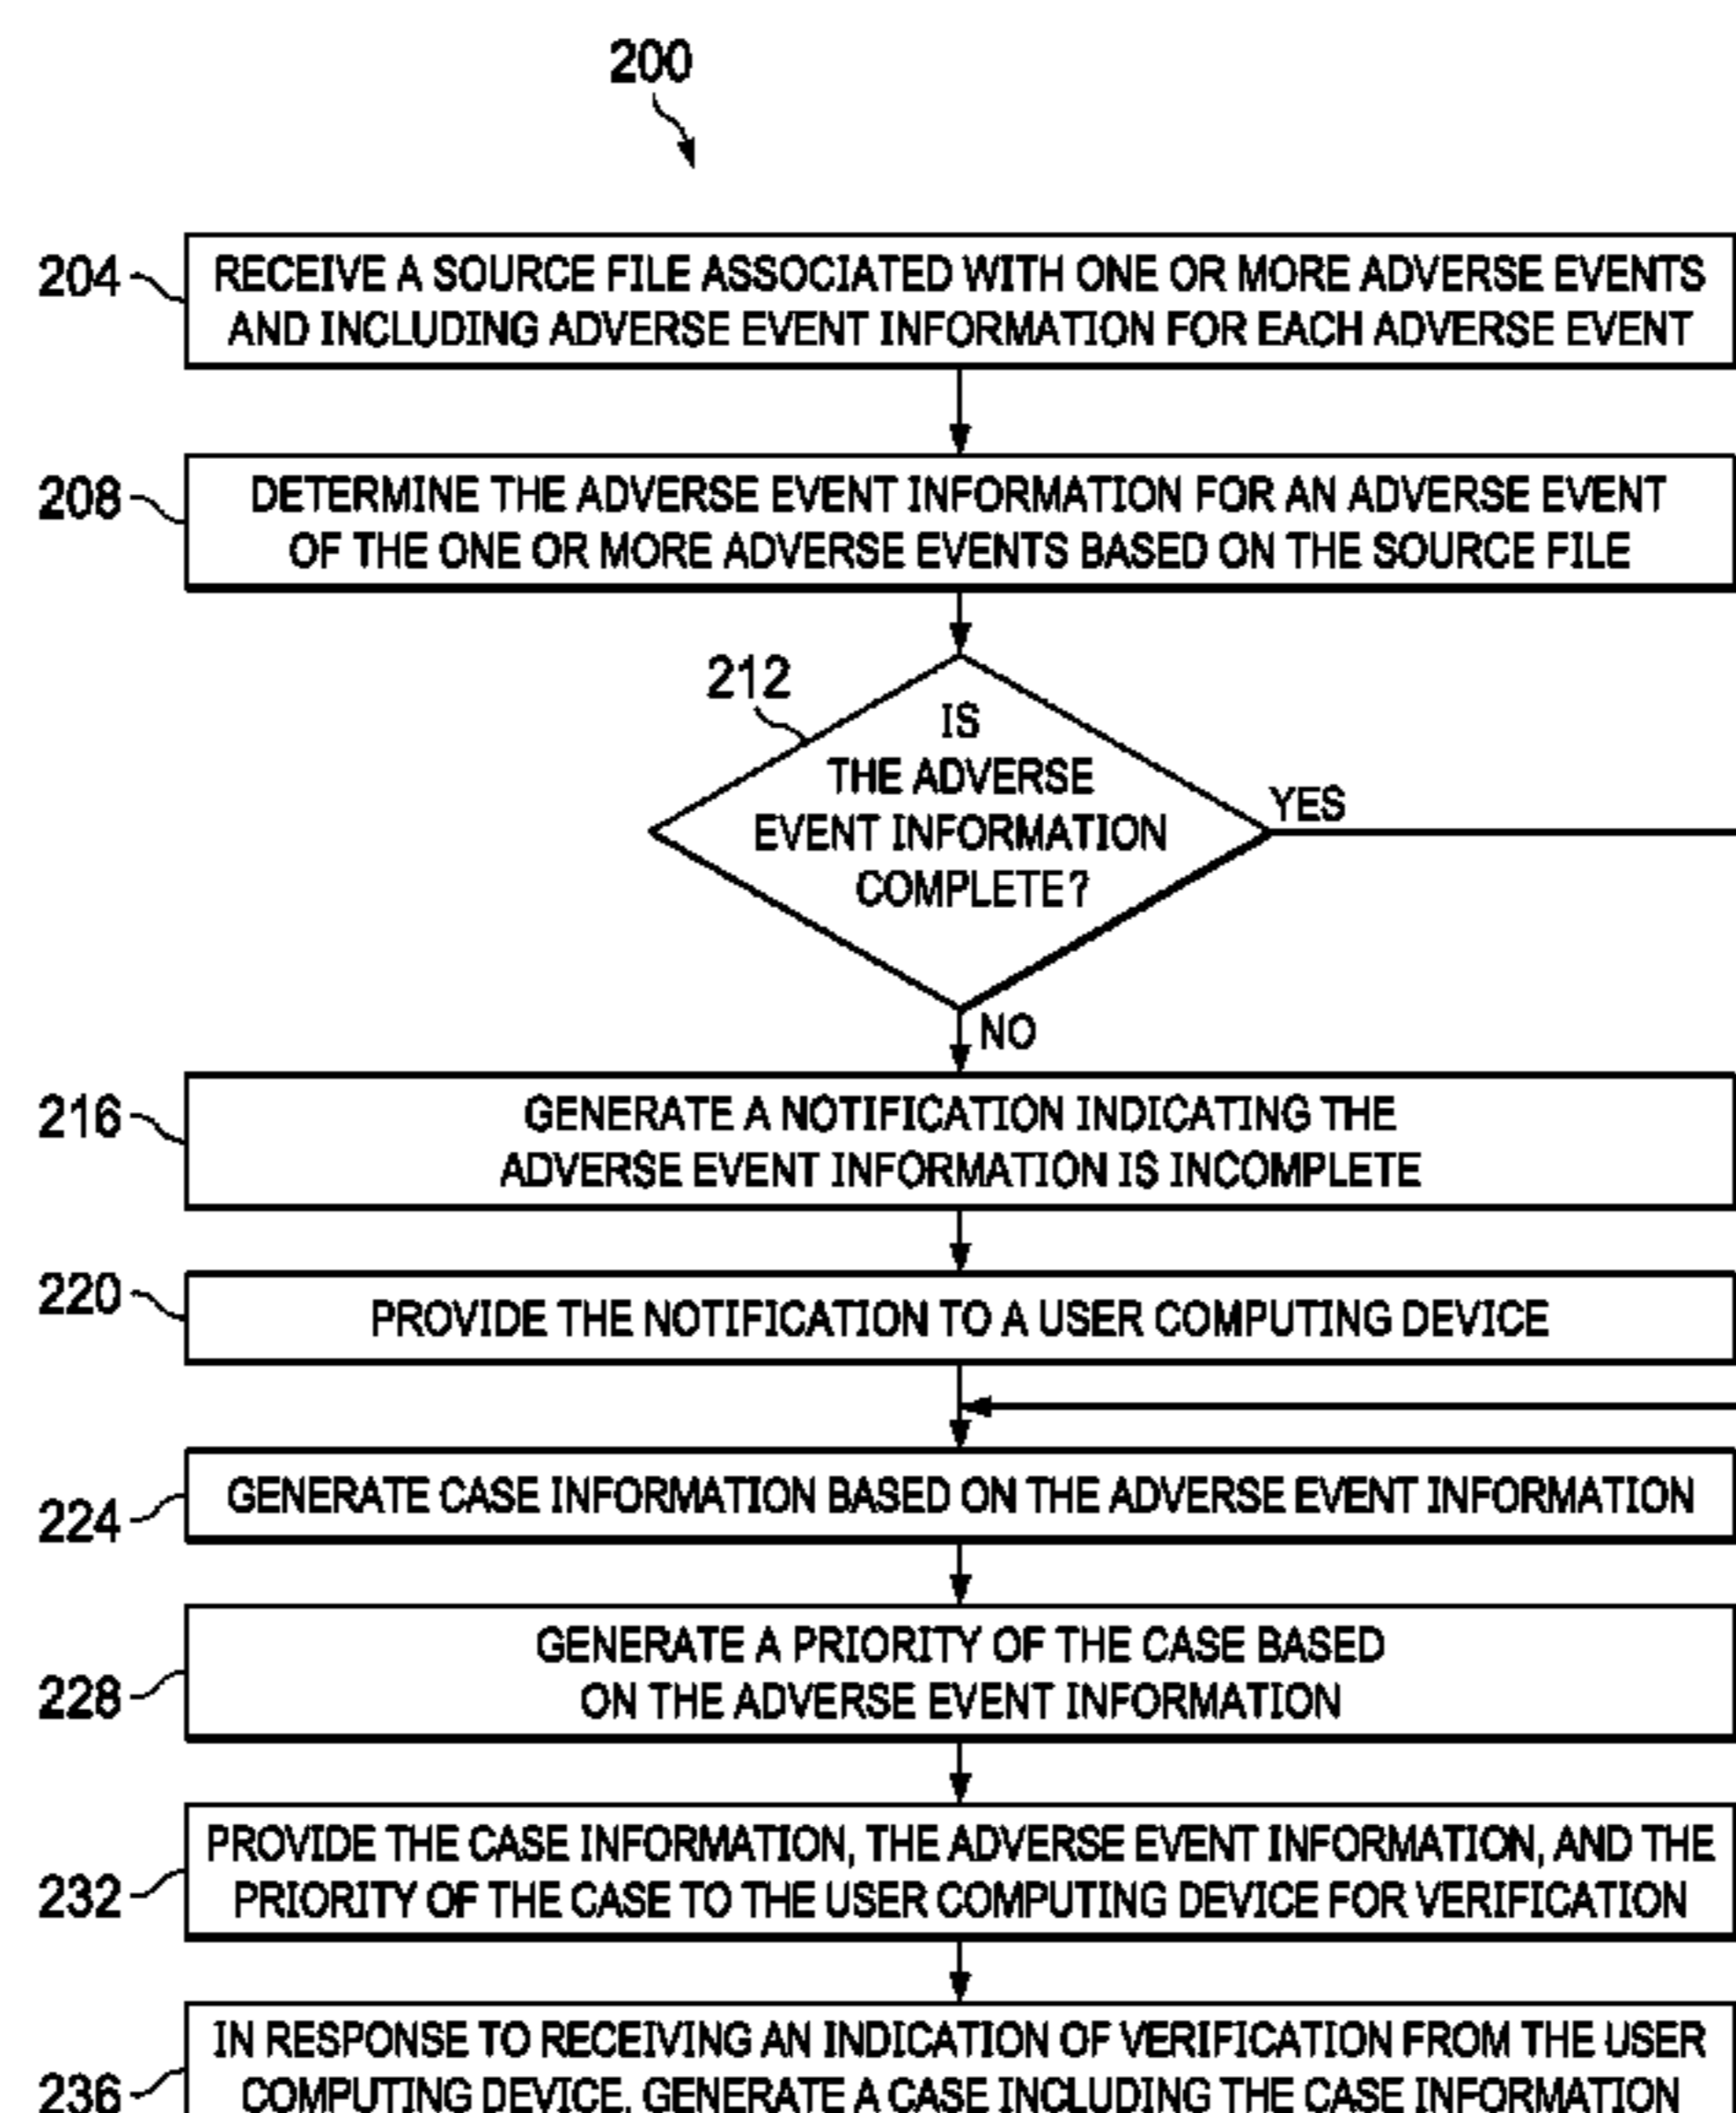 200
204
RECEIVE A SOURCE FILE ASSOCIATED WITH ONE OR MORE ADVERSE EVENTS
AND INCLUDING ADVERSE EVENT INFORMATION FOR EACH ADVERSE EVENT
208
DETERMINE THE ADVERSE EVENT INFORMATION FOR AN ADVERSE EVENT
OF THE ONE OR MORE ADVERSE EVENTS BASED ON THE SOURCE FILE
212
IS
THE ADVERSE
EVENT INFORMATION
COMPLETE?
YES
NO
216
GENERATE A NOTIFICATION INDICATING THE
ADVERSE EVENT INFORMATION IS INCOMPLETE
220
PROVIDE THE NOTIFICATION TO A USER COMPUTING DEVICE
224
GENERATE CASE INFORMATION BASED ON THE ADVERSE EVENT INFORMATION
228
GENERATE A PRIORITY OF THE CASE BASED
ON THE ADVERSE EVENT INFORMATION
232
PROVIDE THE CASE INFORMATION, THE ADVERSE EVENT INFORMATION, AND THE
PRIORITY OF THE CASE TO THE USER COMPUTING DEVICE FOR VERIFICATION
236
IN RESPONSE TO RECEIVING AN INDICATION OF VERIFICATION FROM THE USER
COMPUTING DEVICE, GENERATE A CASE INCLUDING THE CASE INFORMATION